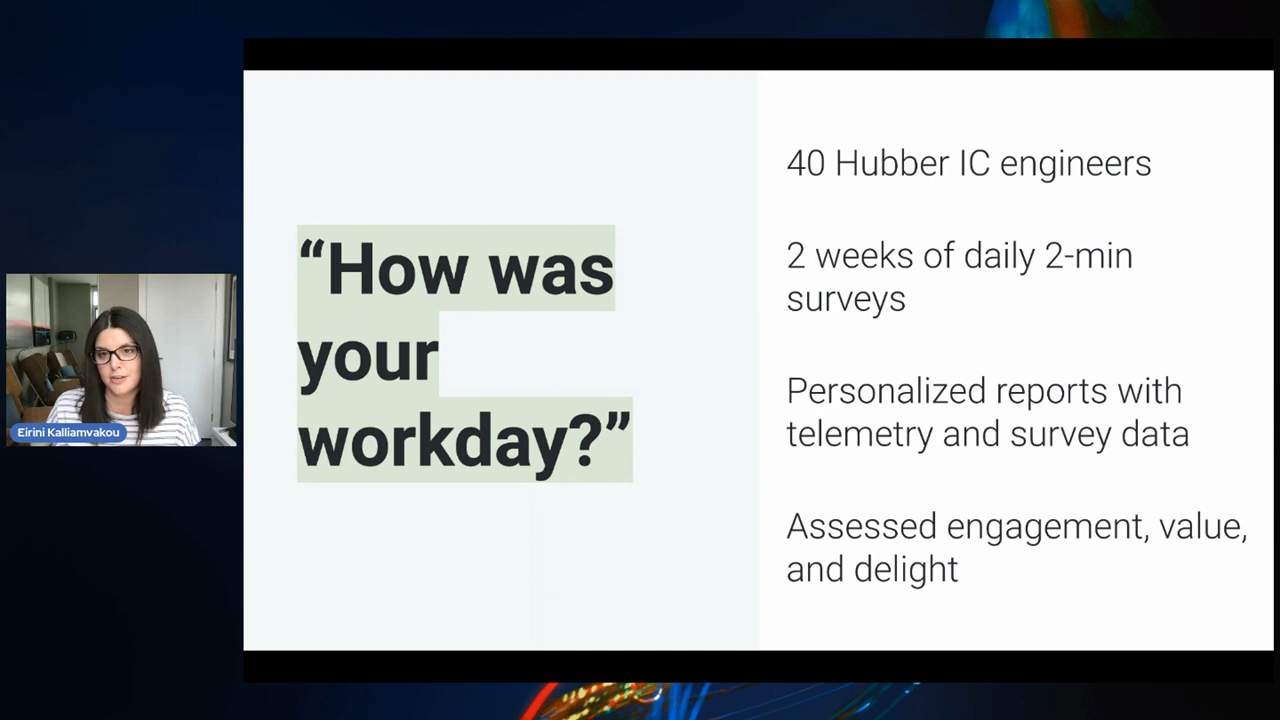 “How was
your
workday?”
40 Hubber IC engineers
2 weeks of daily 2-min
surveys
Personalized reports with
telemetry and survey data
Assessed engagement, value,
and delight
Eirini Kalliamvakou